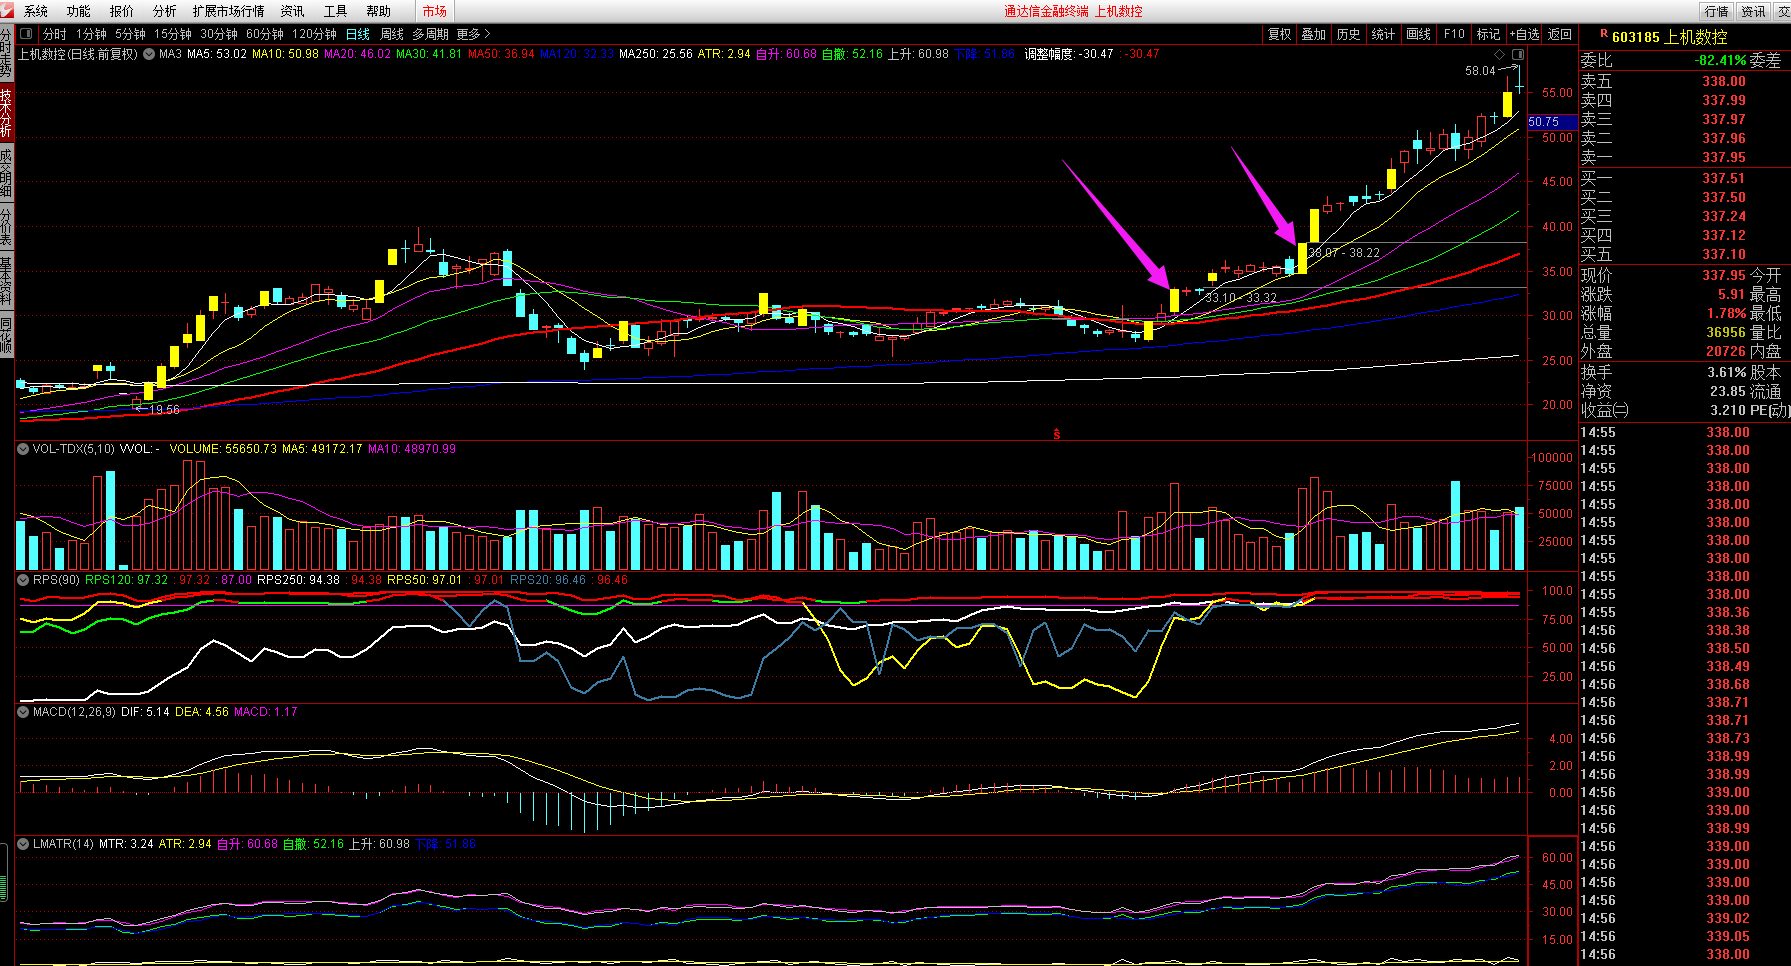 系统 功能 报价 分析 扩展市场行情 资讯 工具 帮助 市场 通达信金融终端 上机数控 行情 资讯 交
分时 1分钟 5分钟 15分钟 30分钟 60分钟 120分钟 日线 周线 多周期 更多> 复权 叠加 历史 统计 画线 F10 标记 +自选 返回
上机数控(日线.前复权) MA3 MA5: 53.02 MA10: 50.98 MA20: 46.02 MA30: 41.81 MA50: 36.94 MA120: 32.33 MA250: 25.56 ATR: 2.94 自升: 60.68 自撤: 52.16 上升: 60.98 下降: 51.86 调整幅度: -30.47 : -30.47
分时走势
技术分析
成交明细
分价表
基本资料
同花顺
58.04
55.00
50.75
50.00
45.00
40.00
38.07 - 38.22
35.00
33.10 - 33.32
30.00
25.00
20.00
19.56
S
VOL-TDX(5,10) VVOL: - VOLUME: 55650.73 MA5: 49172.17 MA10: 48970.99
100000
75000
50000
25000
RPS(90) RPS120: 97.32 : 97.32 : 87.00 RPS250: 94.38 : 94.38 RPS50: 97.01 : 97.01 RPS20: 96.46 : 96.46
100.0
75.00
50.00
25.00
MACD(12,26,9) DIF: 5.14 DEA: 4.56 MACD: 1.17
4.00
2.00
0.00
LMATR(14) MTR: 3.24 ATR: 2.94 自升: 60.68 自撤: 52.16 上升: 60.98 下降: 51.86
60.00
45.00
30.00
15.00
R 603185 上机数控
委比 -82.41% 委差
卖五 338.00
卖四 337.99
卖三 337.97
卖二 337.96
卖一 337.95
买一 337.51
买二 337.50
买三 337.24
买四 337.12
买五 337.10
现价 337.95 今开
涨跌 5.91 最高
涨幅 1.78% 最低
总量 36956 量比
外盘 20726 内盘
换手 3.61% 股本
净资 23.85 流通
收益㈡ 3.210 PE(动)
14:55 338.00
14:55 338.00
14:55 338.00
14:55 338.00
14:55 338.00
14:55 338.00
14:55 338.00
14:55 338.00
14:55 338.00
14:55 338.00
14:55 338.36
14:56 338.38
14:56 338.50
14:56 338.49
14:56 338.68
14:56 338.71
14:56 338.71
14:56 338.73
14:56 338.99
14:56 338.99
14:56 339.00
14:56 339.00
14:56 338.99
14:56 339.00
14:56 339.00
14:56 339.00
14:56 339.00
14:56 339.02
14:56 339.05
14:56 338.00